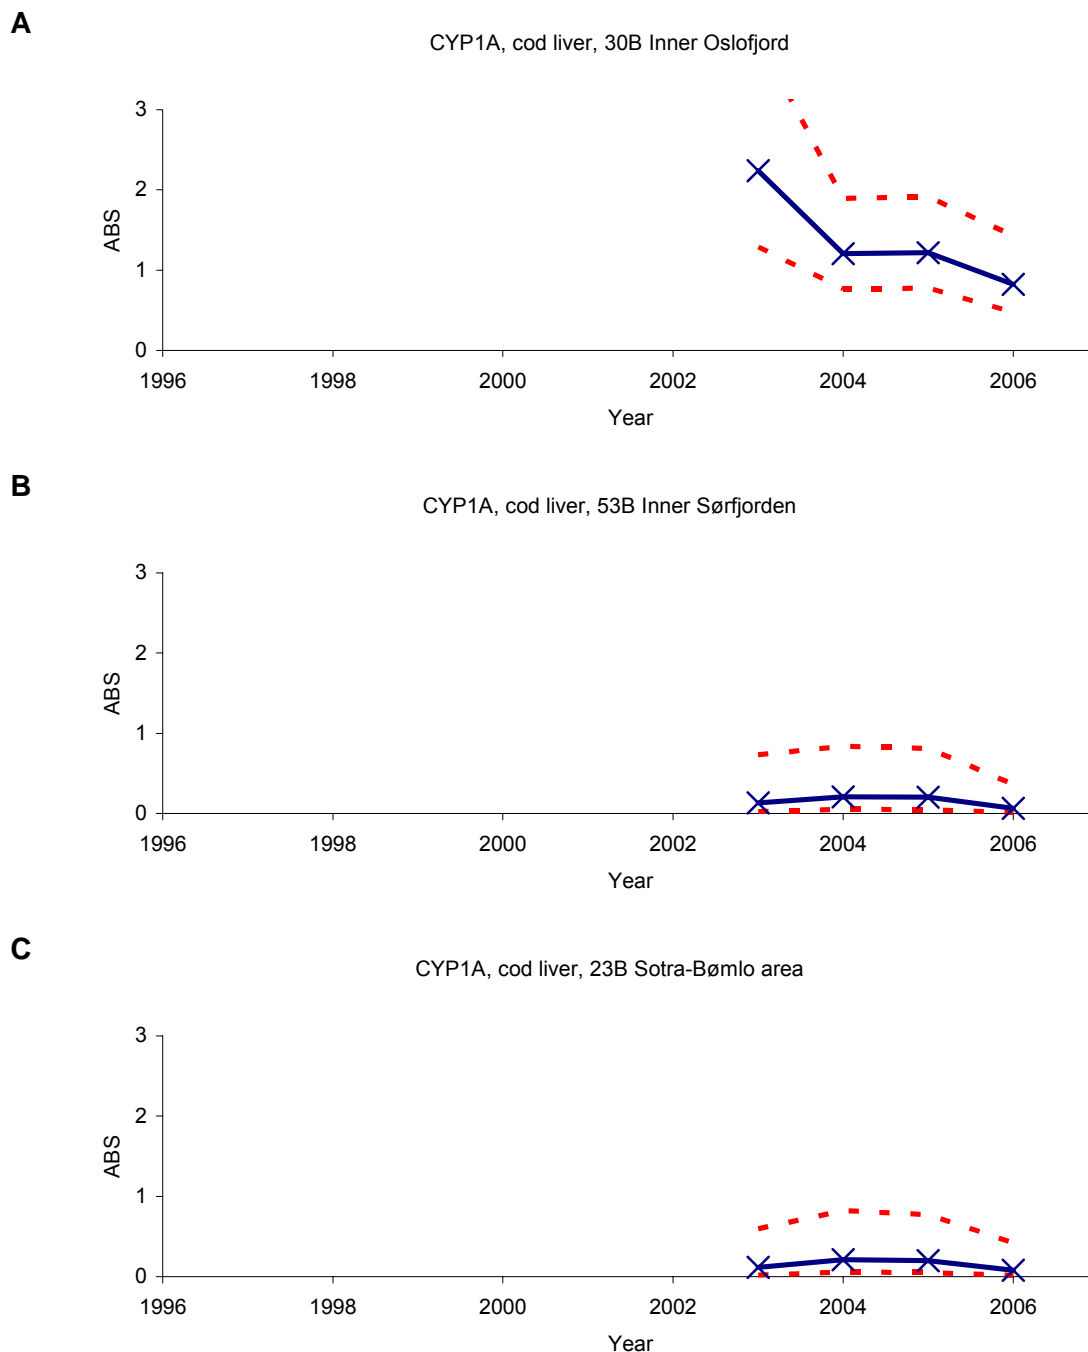 A
CYP1A, cod liver, 30B Inner Oslofjord
3
2
1
0
ABS
1996 1998 2000 2002 2004 2006
Year
B
CYP1A, cod liver, 53B Inner Sørfjorden
3
2
1
0
ABS
1996 1998 2000 2002 2004 2006
Year
C
CYP1A, cod liver, 23B Sotra-Bømlo area
3
2
1
0
ABS
1996 1998 2000 2002 2004 2006
Year